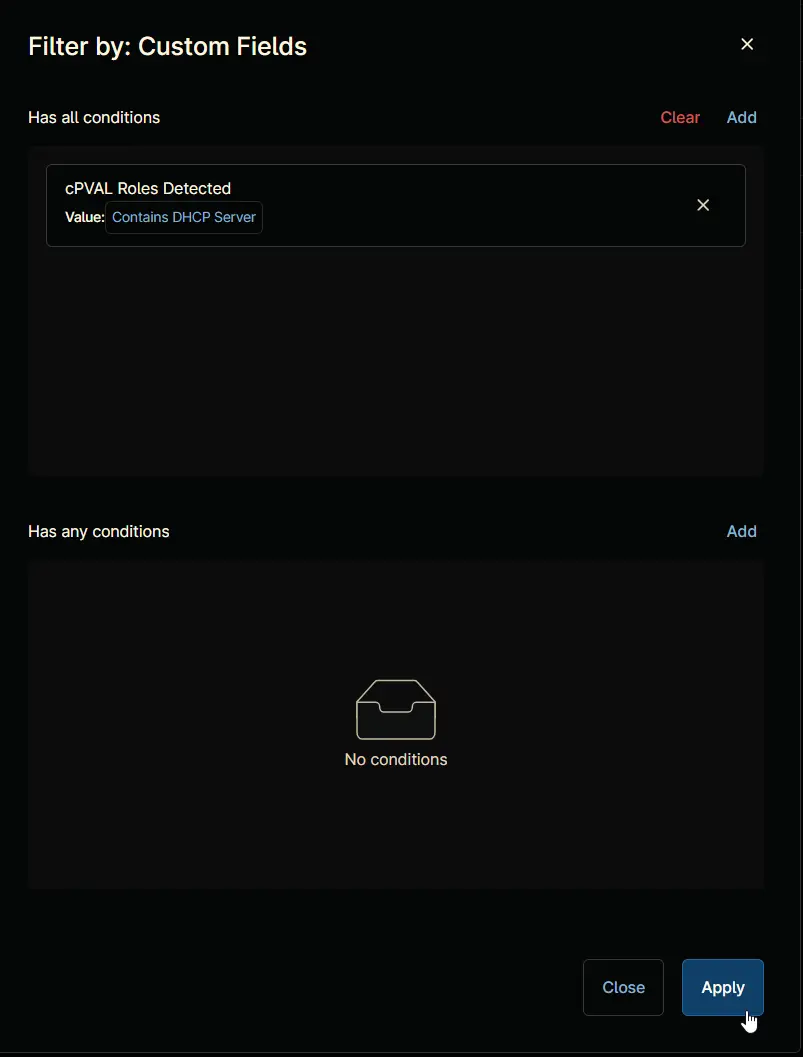 Filter by: Custom Fields
Has all conditions
Clear
Add
cPVAL Roles Detected
Value: Contains DHCP Server
Has any conditions
Add
No conditions
Close
Apply